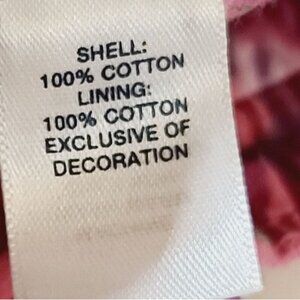 SHELL:
100% COTTON
LINING:
100% COTTON
EXCLUSIVE OF
DECORATION